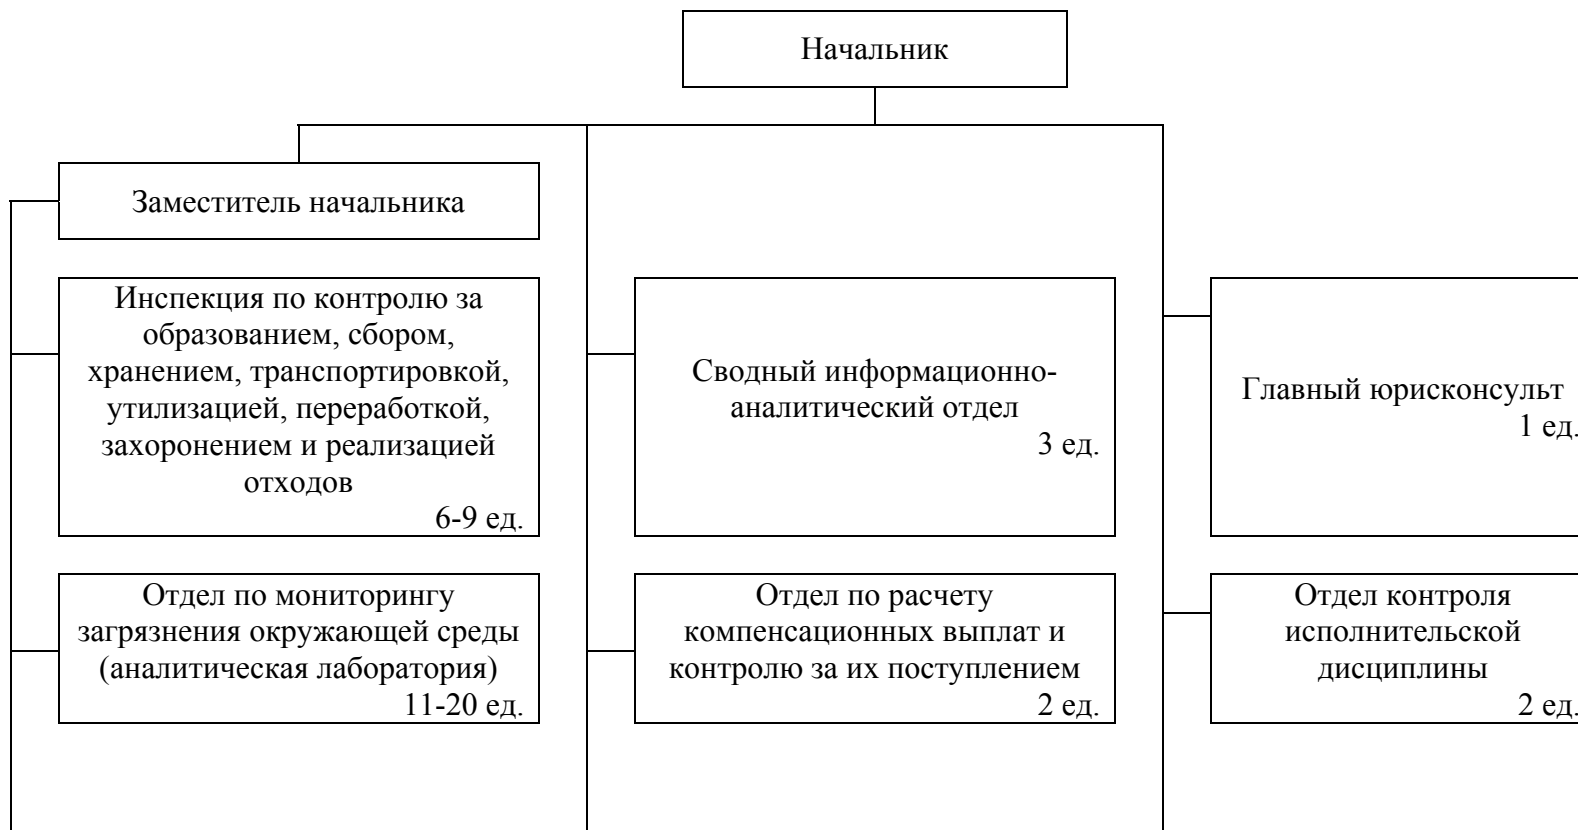 Начальник
Заместитель начальника
Инспекция по контролю за
образованием, сбором,
хранением, транспортировкой,
утилизацией, переработкой,
захоронением и реализацией
отходов
6-9 ед.
Сводный информационно-
аналитический отдел
3 ед.
Главный юрисконсульт
1 ед.
Отдел по мониторингу
загрязнения окружающей среды
(аналитическая лаборатория)
11-20 ед.
Отдел по расчету
компенсационных выплат и
контролю за их поступлением
2 ед.
Отдел контроля
исполнительской
дисциплины
2 ед.